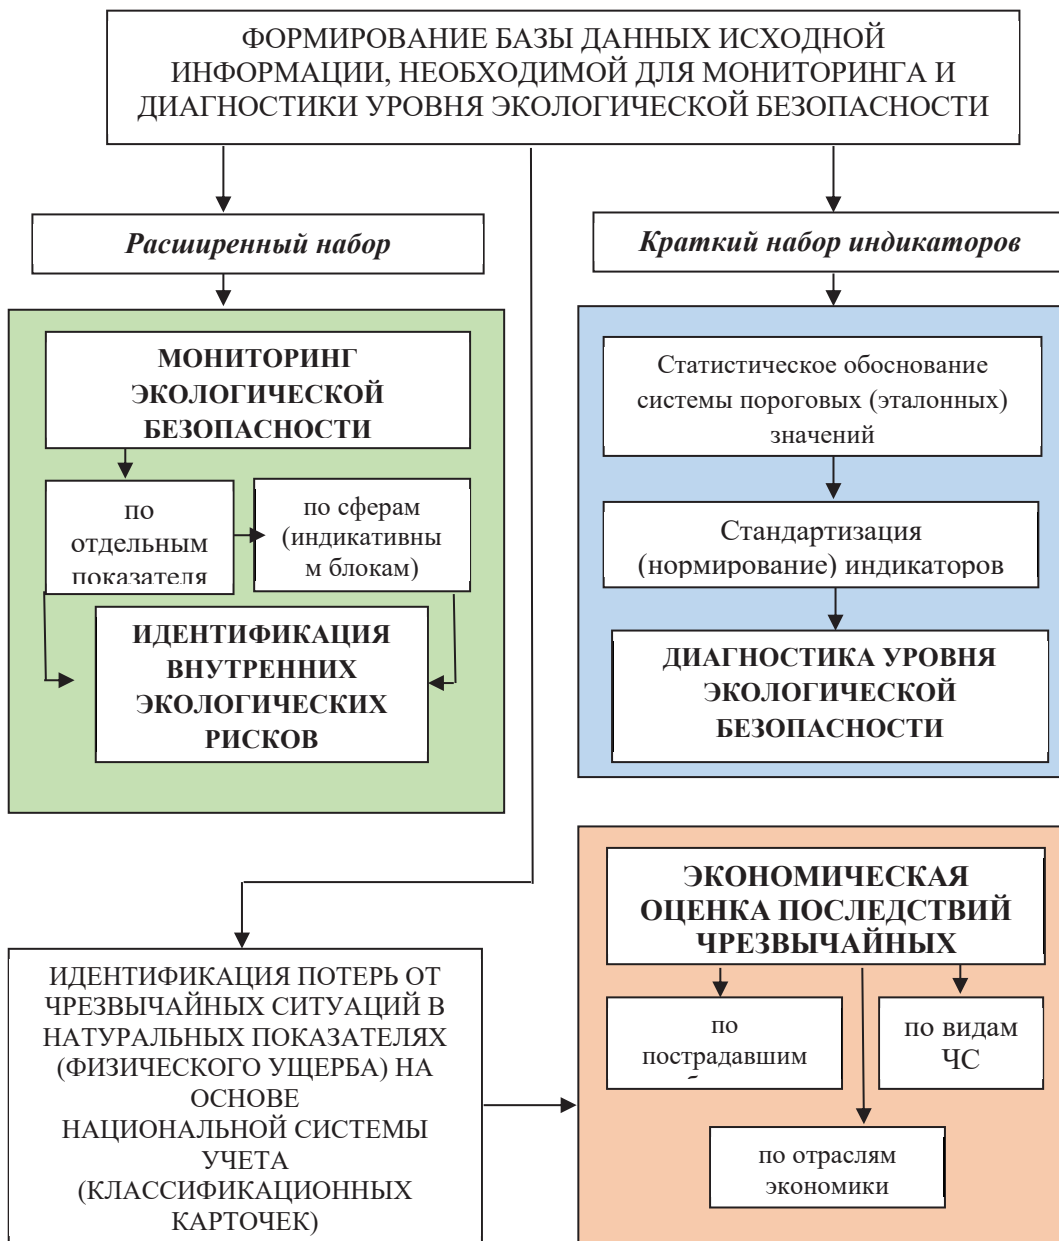 ФОРМИРОВАНИЕ БАЗЫ ДАННЫХ ИСХОДНОЙ
ИНФОРМАЦИИ, НЕОБХОДИМОЙ ДЛЯ МОНИТОРИНГА И
ДИАГНОСТИКИ УРОВНЯ ЭКОЛОГИЧЕСКОЙ БЕЗОПАСНОСТИ
Расширенный набор
Краткий набор индикаторов
МОНИТОРИНГ
ЭКОЛОГИЧЕСКОЙ
БЕЗОПАСНОСТИ
по
отдельным
показателя
по сферам
(индикативны
м блокам)
ИДЕНТИФИКАЦИЯ
ВНУТРЕННИХ
ЭКОЛОГИЧЕСКИХ
РИСКОВ
Статистическое обоснование
системы пороговых (эталонных)
значений
Стандартизация
(нормирование) индикаторов
ДИАГНОСТИКА УРОВНЯ
ЭКОЛОГИЧЕСКОЙ
БЕЗОПАСНОСТИ
ИДЕНТИФИКАЦИЯ ПОТЕРЬ ОТ
ЧРЕЗВЫЧАЙНЫХ СИТУАЦИЙ В
НАТУРАЛЬНЫХ ПОКАЗАТЕЛЯХ
(ФИЗИЧЕСКОГО УЩЕРБА) НА
ОСНОВЕ
НАЦИОНАЛЬНОЙ СИСТЕМЫ
УЧЕТА
(КЛАССИФИКАЦИОННЫХ
КАРТОЧЕК)
ЭКОНОМИЧЕСКАЯ
ОЦЕНКА ПОСЛЕДСТВИЙ
ЧРЕЗВЫЧАЙНЫХ
по
пострадавшим
по видам
ЧС
по отраслям
экономики